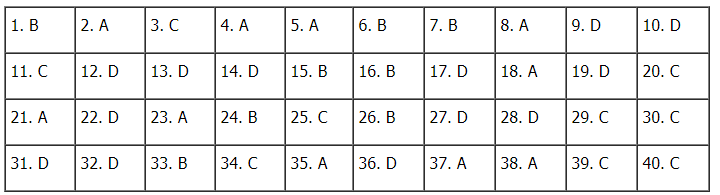 1. B 2. A 3. C 4. A 5. A 6. B 7. B 8. A 9. D 10. D
11. C 12. D 13. D 14. D 15. B 16. B 17. D 18. A 19. D 20. C
21. A 22. D 23. A 24. B 25. C 26. B 27. D 28. D 29. C 30. C
31. D 32. D 33. B 34. C 35. A 36. D 37. A 38. A 39. C 40. C